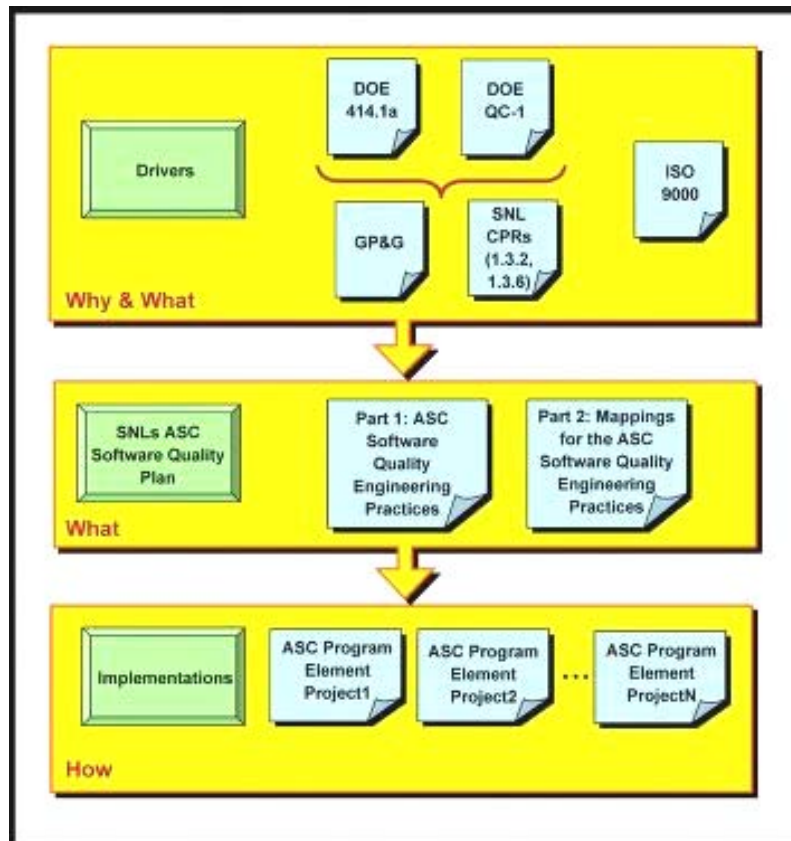 DOE
414.1a
DOE
QC-1
Drivers
ISO
9000
GP&G
SNL
CPRs
(1.3.2,
1.3.6)
Why & What
SNLs ASC
Software Quality
Plan
Part 1: ASC
Software
Quality
Engineering
Practices
Part 2: Mappings
for the ASC
Software Quality
Engineering
Practices
What
Implementations
ASC Program
Element
Project1
ASC Program
Element
Project2
...
ASC Program
Element
ProjectN
How